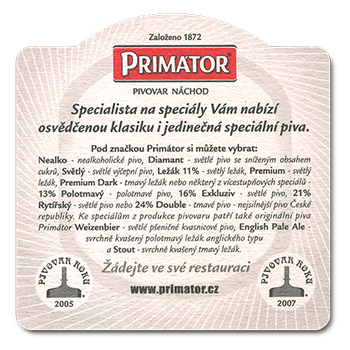 Založeno 1872
PRIMÁTOR®
PIVOVAR NÁCHOD
Specialista na speciály Vám nabízí
osvědčenou klasiku i jedinečná speciální piva.
Pod značkou Primátor si můžete vybrat:
Nealko - nealkoholické pivo, Diamant - světlé pivo se sníženým obsahem
cukrů, Světlý - světlé výčepní pivo, Ležák 11% - světlý ležák, Premium - světlý
ležák, Premium Dark - tmavý ležák nebo některý z vícestupňových speciálů -
13% Polotmavý - polotmavé pivo, 16% Exkluziv - světlé pivo, 21%
Rytířský - světlé pivo nebo 24% Double - tmavé pivo - nejsilnější pivo České
republiky. Ke speciálům z produkce pivovaru patří také originální piva
Primátor Weizenbier - světlé pšeničné kvasnicové pivo, English Pale Ale -
svrchně kvašený polotmavý ležák anglického typu
a Stout - svrchně kvašený tmavý ležák.
Žádejte ve své restauraci
www.primator.cz
PIVOVAR ROKU
2005
PIVOVAR ROKU
2007